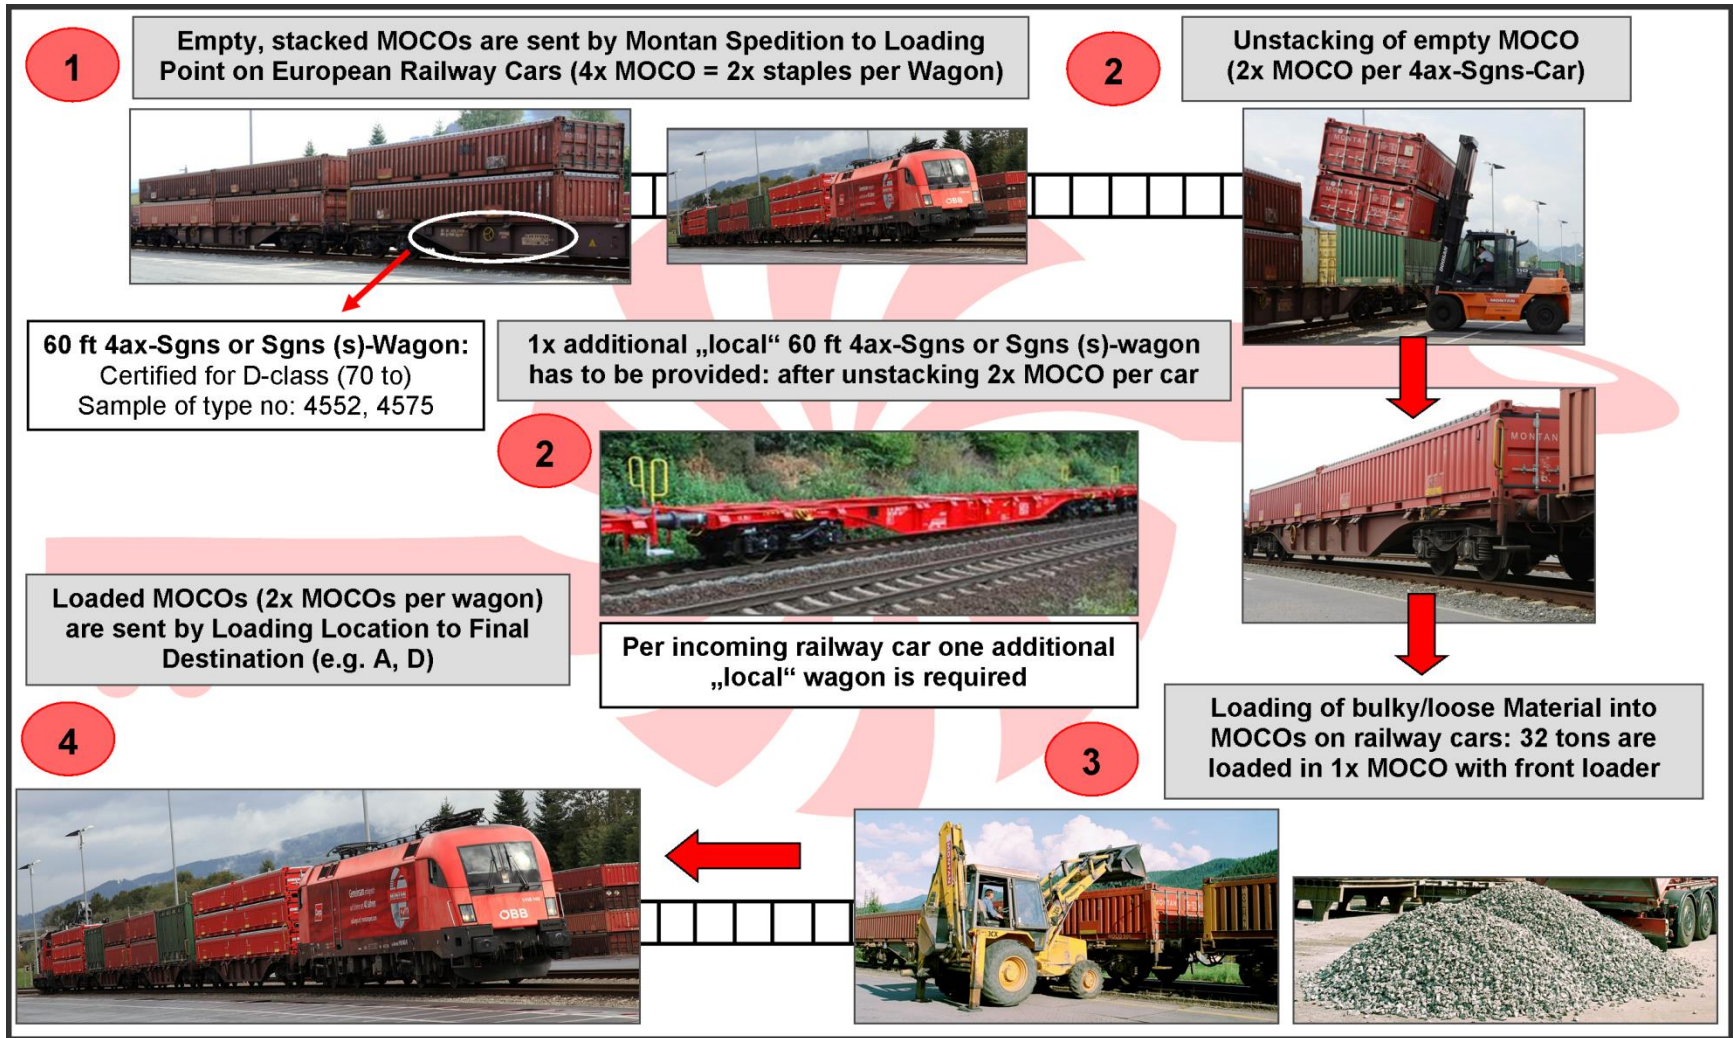 1
Empty, stacked MOCOs are sent by Montan Spedition to Loading
Point on European Railway Cars (4x MOCO = 2x staples per Wagon)
2
Unstacking of empty MOCO
(2x MOCO per 4ax-Sgns-Car)
ÖBB
MONTAN
MONTAN
MONTAN
60 ft 4ax-Sgns or Sgns (s)-Wagon:
Certified for D-class (70 to)
Sample of type no: 4552, 4575
1x additional „local“ 60 ft 4ax-Sgns or Sgns (s)-wagon
has to be provided: after unstacking 2x MOCO per car
2
MONTAN
Per incoming railway car one additional
„local“ wagon is required
Loaded MOCOs (2x MOCOs per wagon)
are sent by Loading Location to Final
Destination (e.g. A, D)
4
Loading of bulky/loose Material into
MOCOs on railway cars: 32 tons are
loaded in 1x MOCO with front loader
3
ÖBB
MONTAN